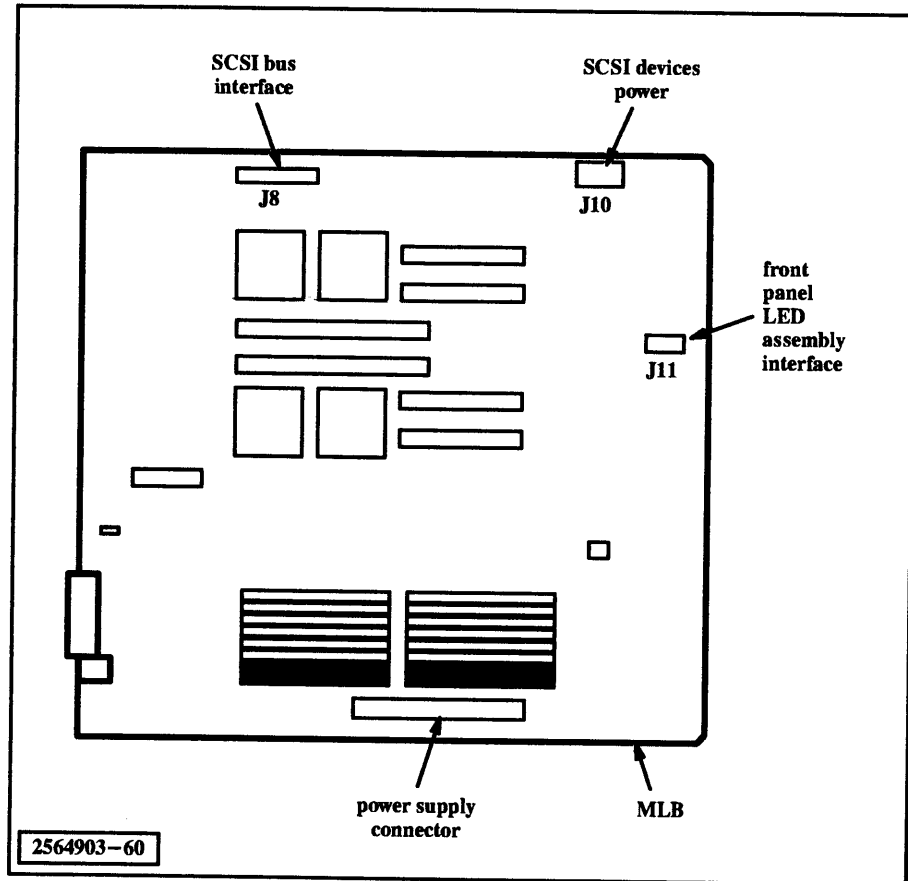 SCSI bus
interface
SCSI devices
power
J8
J10
front
panel
LED
assembly
interface
J11
power supply
connector
MLB
2564903-60